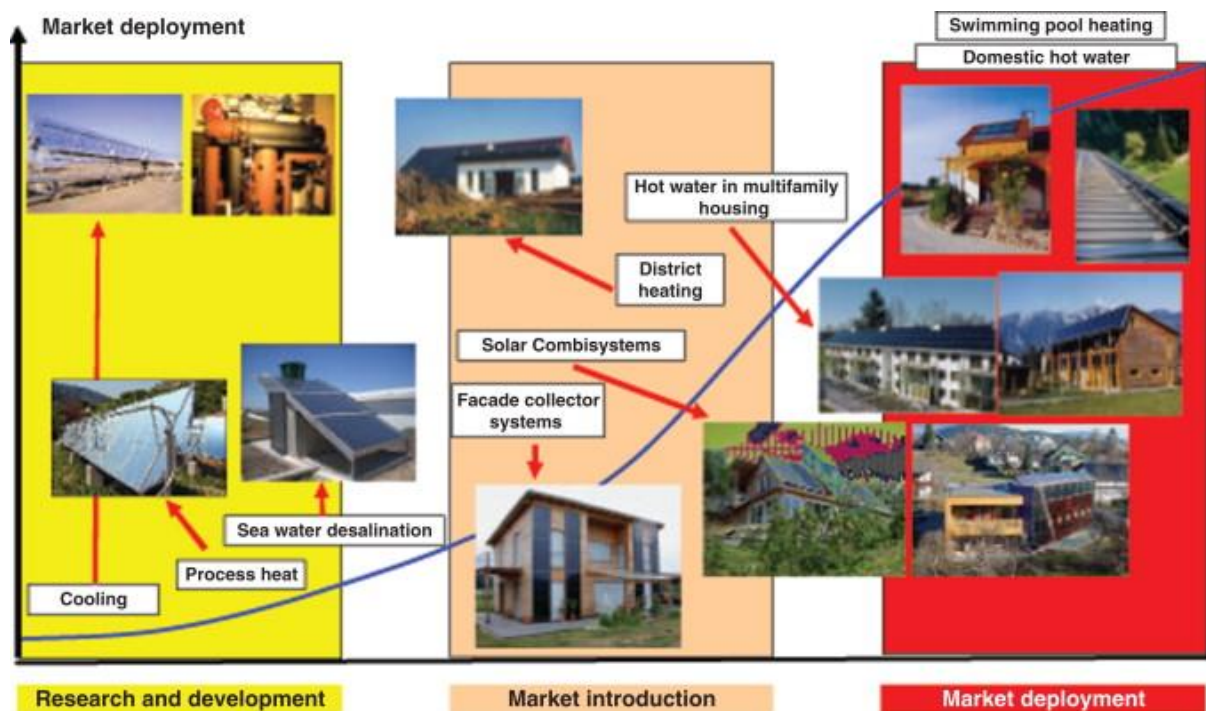 Market deployment
Swimming pool heating
Domestic hot water
Hot water in multifamily
housing
District
heating
Solar Combisystems
Facade collector
systems
Sea water desalination
Process heat
Cooling
Research and development
Market introduction
Market deployment